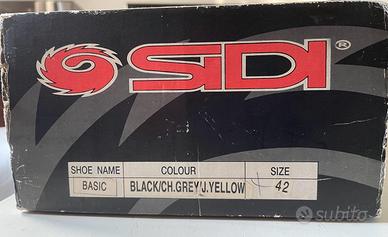 SIDI®
SHOE NAME COLOUR SIZE
BASIC BLACK/CH.GREY/J.YELLOW 42
subito